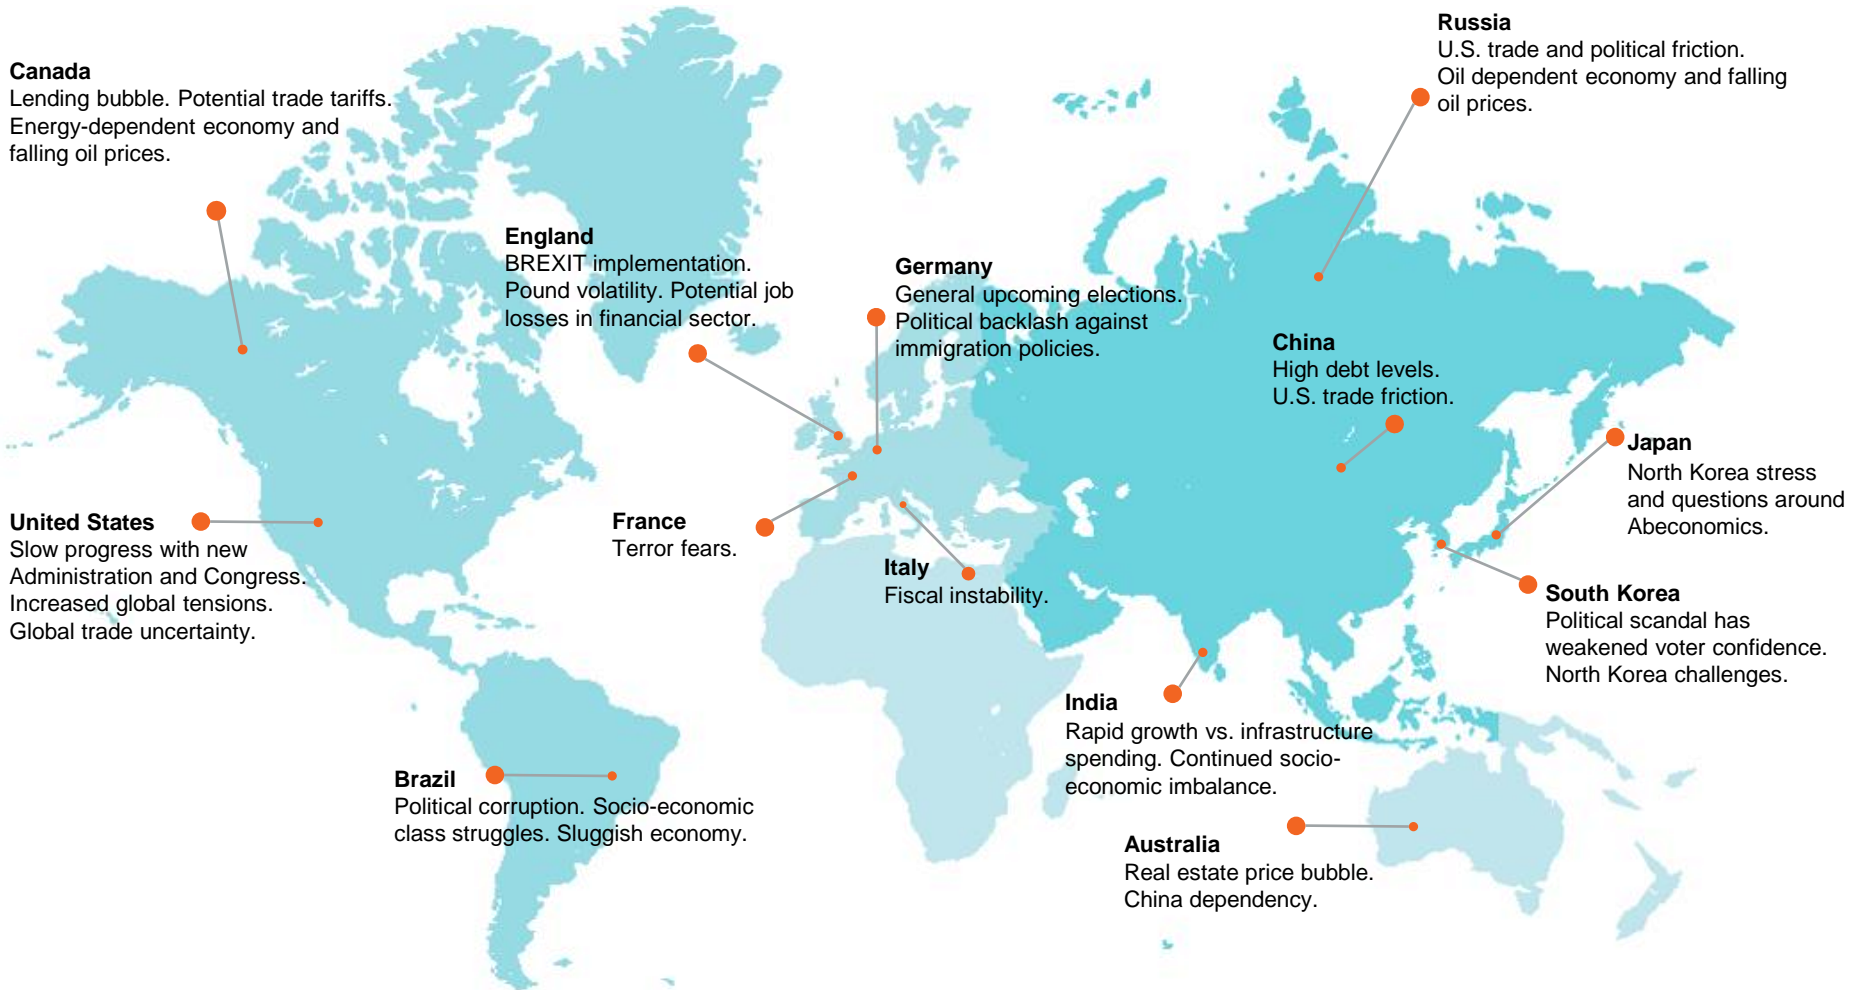 Russia
U.S. trade and political friction.
Oil dependent economy and falling
oil prices.
Canada
Lending bubble. Potential trade tariffs.
Energy-dependent economy and
falling oil prices.
England
BREXIT implementation.
Pound volatility. Potential job
losses in financial sector.
Germany
General upcoming elections.
Political backlash against
immigration policies.
China
High debt levels.
U.S. trade friction.
Japan
North Korea stress
and questions around
Abeconomics.
United States
Slow progress with new
Administration and Congress.
Increased global tensions.
Global trade uncertainty.
France
Terror fears.
Italy
Fiscal instability.
South Korea
Political scandal has
weakened voter confidence.
North Korea challenges.
India
Rapid growth vs. infrastructure
spending. Continued socio-
economic imbalance.
Brazil
Political corruption. Socio-economic
class struggles. Sluggish economy.
Australia
Real estate price bubble.
China dependency.